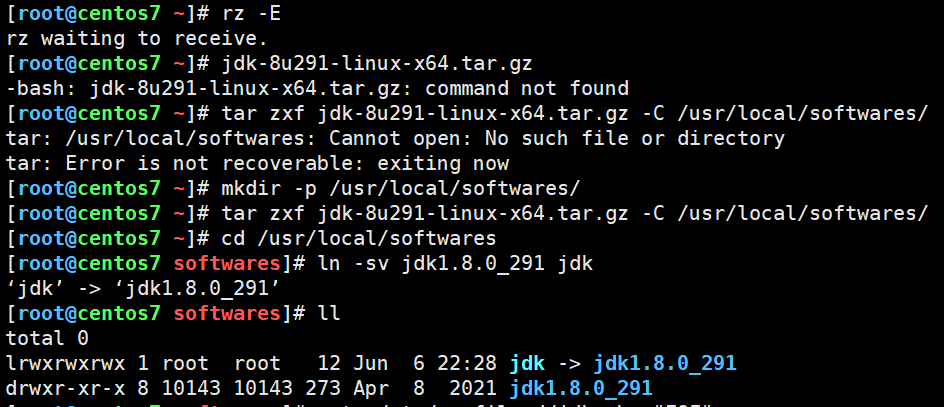 [root@centos7 ~]# rz -E
rz waiting to receive.
[root@centos7 ~]# jdk-8u291-linux-x64.tar.gz
-bash: jdk-8u291-linux-x64.tar.gz: command not found
[root@centos7 ~]# tar zxf jdk-8u291-linux-x64.tar.gz -C /usr/local/softwares/
tar: /usr/local/softwares: Cannot open: No such file or directory
tar: Error is not recoverable: exiting now
[root@centos7 ~]# mkdir -p /usr/local/softwares/
[root@centos7 ~]# tar zxf jdk-8u291-linux-x64.tar.gz -C /usr/local/softwares/
[root@centos7 ~]# cd /usr/local/softwares
[root@centos7 softwares]# ln -sv jdk1.8.0_291 jdk
‘jdk’ -> ‘jdk1.8.0_291’
[root@centos7 softwares]# ll
total 0
lrwxrwxrwx 1 root  root   12 Jun  6 22:28 jdk -> jdk1.8.0_291
drwxr-xr-x 8 10143 10143 273 Apr  8  2021 jdk1.8.0_291